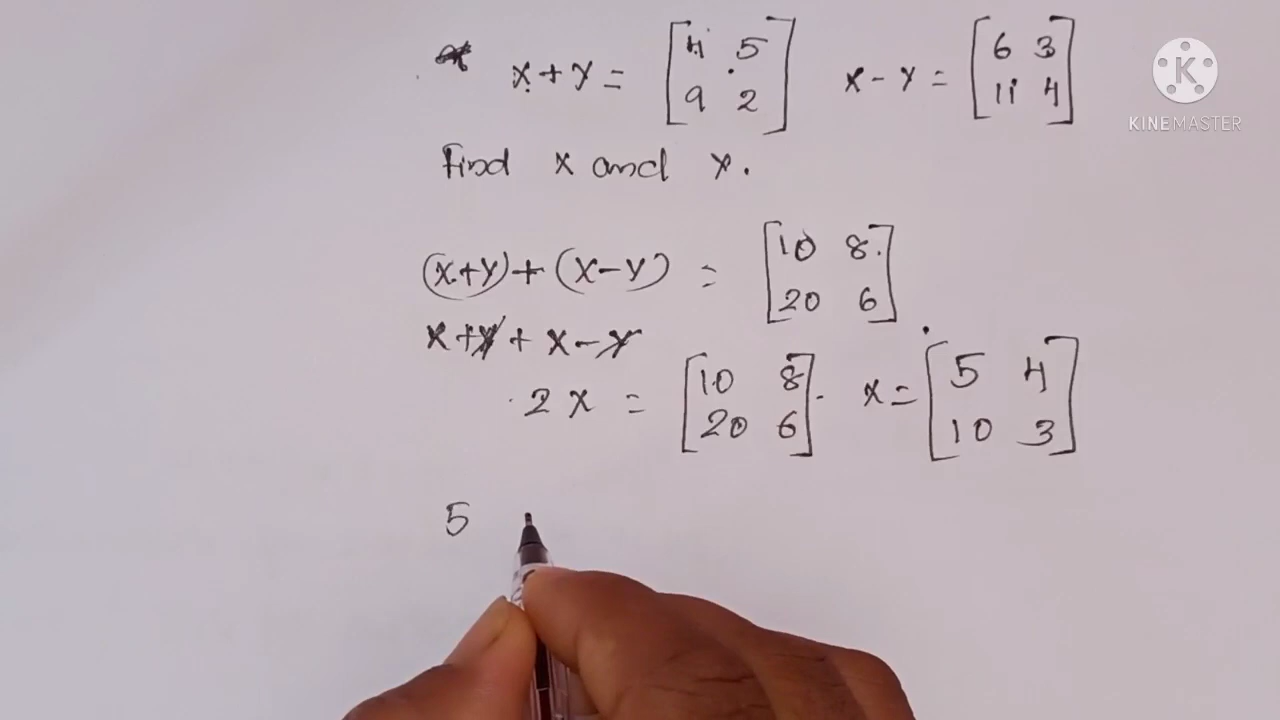 x + y = [4 5 9 2] x - y = [6 3 11 4]
Find x and y.
(x+y) + (x-y) = [10 8 20 6]
x + y + x - y
2x = [10 8 20 6]. x = [5 4 10 3]
5
K
KINEMASTER